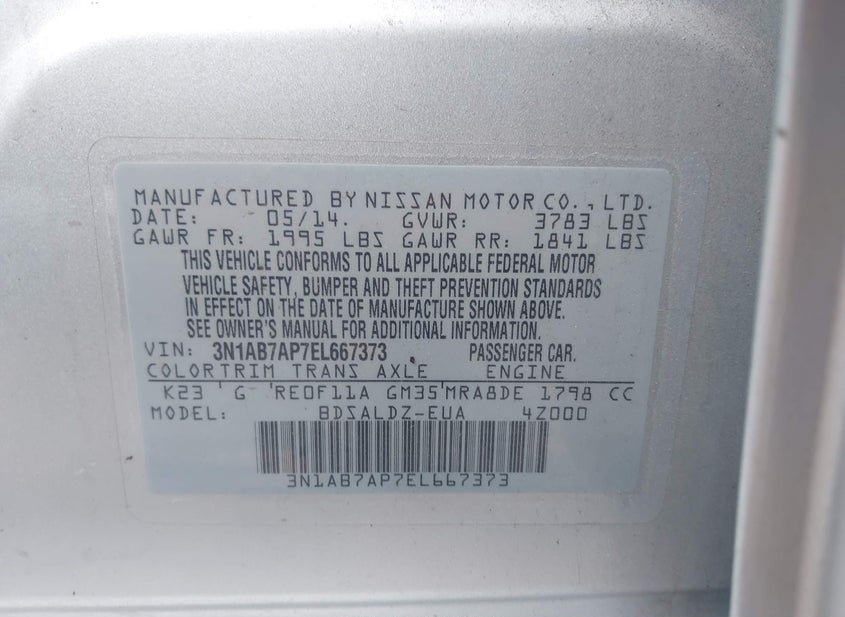 MANUFACTURED BY NISSAN MOTOR CO., LTD.
DATE: 05/14. GVWR: 3783 LBS
GAWR FR: 1995 LBS GAWR RR: 1841 LBS
THIS VEHICLE CONFORMS TO ALL APPLICABLE FEDERAL MOTOR
VEHICLE SAFETY, BUMPER AND THEFT PREVENTION STANDARDS
IN EFFECT ON THE DATE OF MANUFACTURE SHOWN ABOVE.
SEE OWNER'S MANUAL FOR ADDITIONAL INFORMATION.
VIN: 3N1AB7AP7EL667373 PASSENGER CAR.
COLOR TRIM TRANS AXLE ENGINE
K23 ' G ' RE0F11A GM35 ' MRA8DE 1798 CC
MODEL: BDSALDZ-EUA 4Z000
3N1AB7AP7EL667373